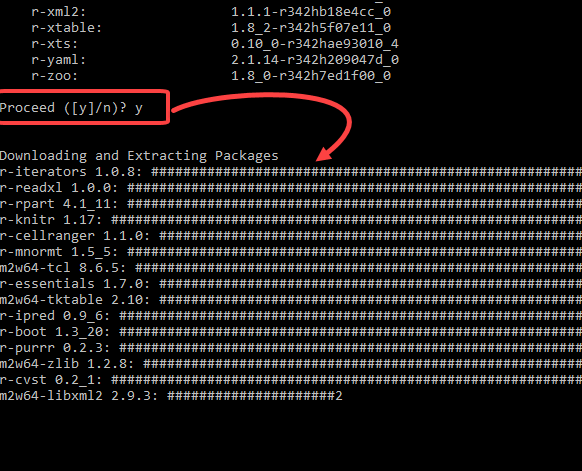 r-xml2: 1.1.1-r342hb18e4cc_0
r-xtable: 1.8_2-r342h5f07e11_0
r-xts: 0.10_0-r342hae93010_4
r-yaml: 2.1.14-r342h209047d_0
r-zoo: 1.8_0-r342h7ed1f00_0
Proceed ([y]/n)? y
Downloading and Extracting Packages
r-iterators 1.0.8: ######################################################
r-readxl 1.0.0: #########################################################
r-rpart 4.1_11: #########################################################
r-knitr 1.17: ###########################################################
r-cellranger 1.1.0: #####################################################
r-mnormt 1.5_5: #########################################################
m2w64-tcl 8.6.5: ########################################################
r-essentials 1.7.0: #####################################################
m2w64-tktable 2.10: #####################################################
r-ipred 0.9_6: ##########################################################
r-boot 1.3_20: ##########################################################
r-purrr 0.2.3: ##########################################################
m2w64-zlib 1.2.8: #######################################################
r-cvst 0.2_1: ###########################################################
m2w64-libxml2 2.9.3: #####################2